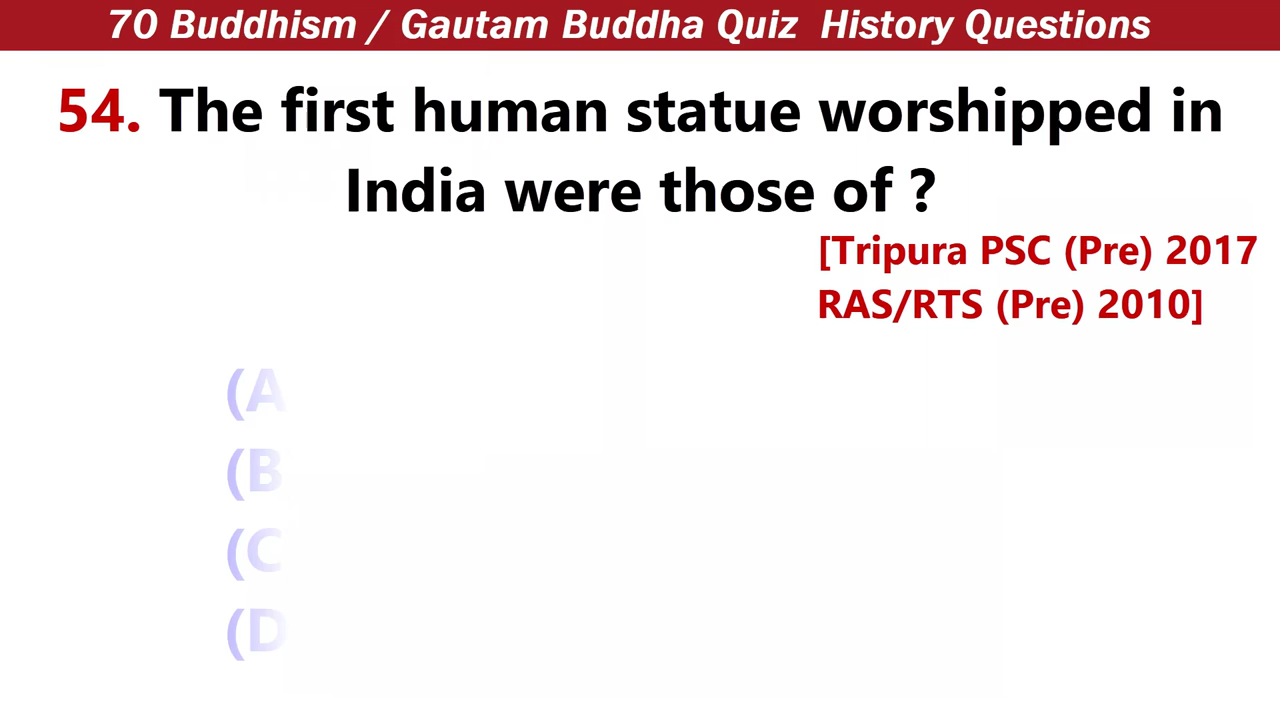 70 Buddhism / Gautam Buddha Quiz History Questions
54. The first human statue worshipped in
India were those of ?
[Tripura PSC (Pre) 2017
RAS/RTS (Pre) 2010]
(A
(B
(C
(D